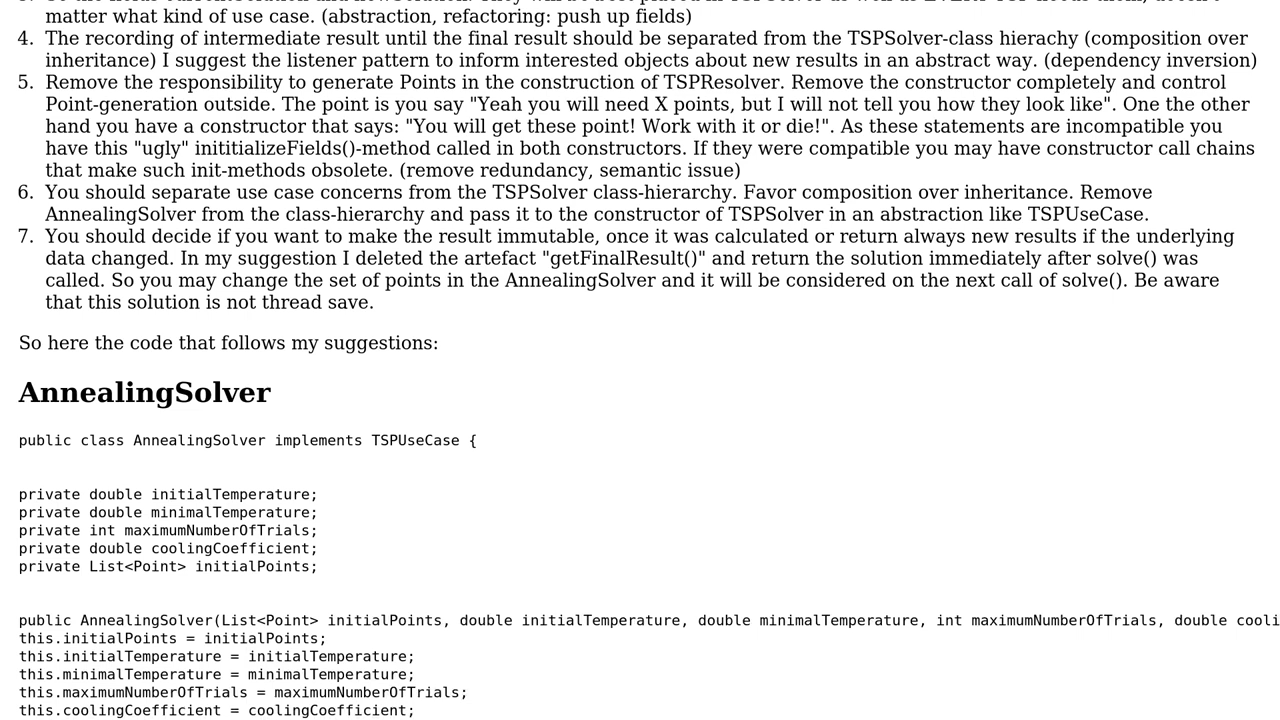 matter what kind of use case. (abstraction, refactoring: push up fields)
4. The recording of intermediate result until the final result should be separated from the TSPSolver-class hierachy (composition over
inheritance) I suggest the listener pattern to inform interested objects about new results in an abstract way. (dependency inversion)
5. Remove the responsibility to generate Points in the construction of TSPResolver. Remove the constructor completely and control
Point-generation outside. The point is you say "Yeah you will need X points, but I will not tell you how they look like". One the other
hand you have a constructor that says: "You will get these point! Work with it or die!". As these statements are incompatible you
have this "ugly" inititializeFields()-method called in both constructors. If they were compatible you may have constructor call chains
that make such init-methods obsolete. (remove redundancy, semantic issue)
6. You should separate use case concerns from the TSPSolver class-hierarchy. Favor composition over inheritance. Remove
AnnealingSolver from the class-hierarchy and pass it to the constructor of TSPSolver in an abstraction like TSPUseCase.
7. You should decide if you want to make the result immutable, once it was calculated or return always new results if the underlying
data changed. In my suggestion I deleted the artefact "getFinalResult()" and return the solution immediately after solve() was
called. So you may change the set of points in the AnnealingSolver and it will be considered on the next call of solve(). Be aware
that this solution is not thread save.
So here the code that follows my suggestions:
AnnealingSolver
public class AnnealingSolver implements TSPUseCase {
private double initialTemperature;
private double minimalTemperature;
private int maximumNumberOfTrials;
private double coolingCoefficient;
private List<Point> initialPoints;
public AnnealingSolver(List<Point> initialPoints, double initialTemperature, double minimalTemperature, int maximumNumberOfTrials, double cooli
this.initialPoints = initialPoints;
this.initialTemperature = initialTemperature;
this.minimalTemperature = minimalTemperature;
this.maximumNumberOfTrials = maximumNumberOfTrials;
this.coolingCoefficient = coolingCoefficient;